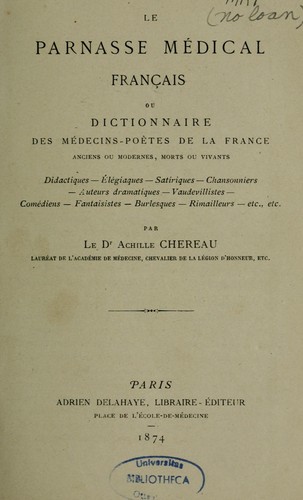 (no loan)
LE
PARNASSE MÉDICAL
FRANÇAIS
OU
DICTIONNAIRE
DES MÉDECINS-POÈTES DE LA FRANCE
ANCIENS OU MODERNES, MORTS OU VIVANTS
Didactiques — Élégiaques — Satiriques — Chansonniers
— Auteurs dramatiques — Vaudevillistes —
Comédiens — Fantaisistes — Burlesques — Rimailleurs — etc., etc.
PAR
LE Dr ACHILLE CHEREAU
LAURÉAT DE L'ACADÉMIE DE MÉDECINE, CHEVALIER DE LA LÉGION D'HONNEUR, ETC.
PARIS
ADRIEN DELAHAYE, LIBRAIRE-ÉDITEUR
PLACE DE L'ÉCOLE-DE-MÉDECINE
—
1874
Universitas
BIBLIOTHECA